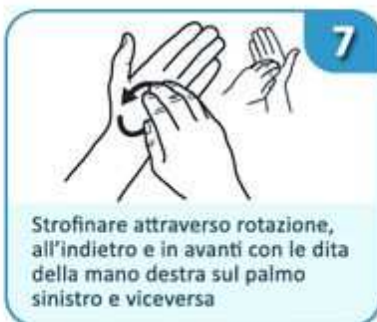 7
Strofinare attraverso rotazione,
all'indietro e in avanti con le dita
della mano destra sul palmo
sinistro e viceversa